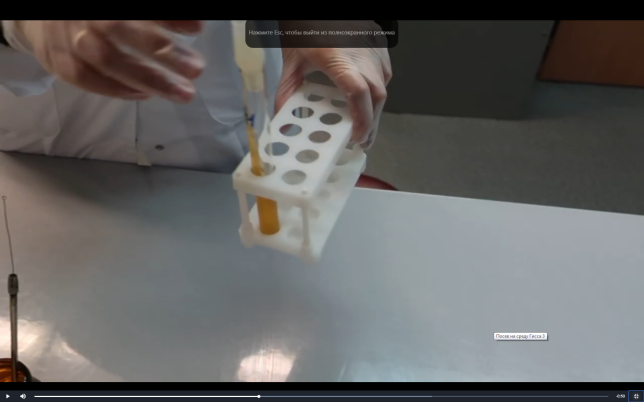 Нажмите Esc, чтобы выйти из полноэкранного режима
Посев на среду Гисса 3